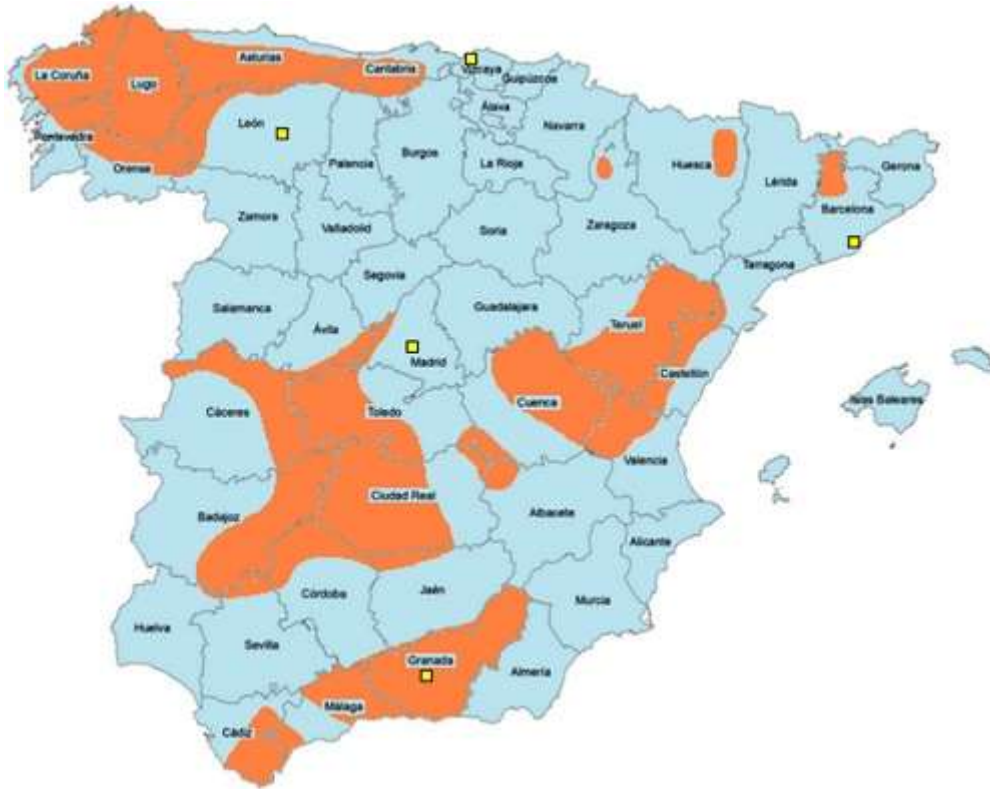 Asturias
Cantabria
Vizcaya
Guipúzcoa
La Coruña
Lugo
Álava
León
Navarra
Pontevedra
Palencia
Burgos
La Rioja
Huesca
Gerona
Orense
Lérida
Barcelona
Zamora
Valladolid
Soria
Zaragoza
Segovia
Tarragona
Salamanca
Guadalajara
Ávila
Teruel
Madrid
Castellón
Cáceres
Toledo
Cuenca
Islas Baleares
Valencia
Ciudad Real
Badajoz
Albacete
Alicante
Córdoba
Jaén
Murcia
Huelva
Sevilla
Granada
Almería
Málaga
Cádiz